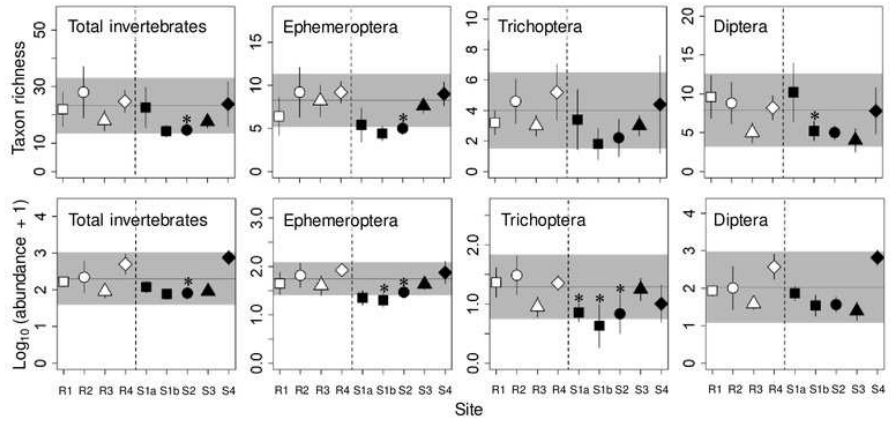 Total invertebrates
Ephemeroptera
Trichoptera
Diptera
Taxon richness
50
40
30
20
10
0
15
10
5
0
10
8
6
4
2
0
20
15
10
5
0
*
*
*
Total invertebrates
Ephemeroptera
Trichoptera
Diptera
Log10 (abundance + 1)
4
3
2
1
0
3.0
2.0
1.0
0.0
2.0
1.0
0.0
4
3
2
1
0
*
* *
* * *
R1 R2 R3 R4 S1a S1b S2 S3 S4
R1 R2 R3 R4 S1a S1b S2 S3 S4
R1 R2 R3 R4 S1a S1b S2 S3 S4
R1 R2 R3 R4 S1a S1b S2 S3 S4
Site